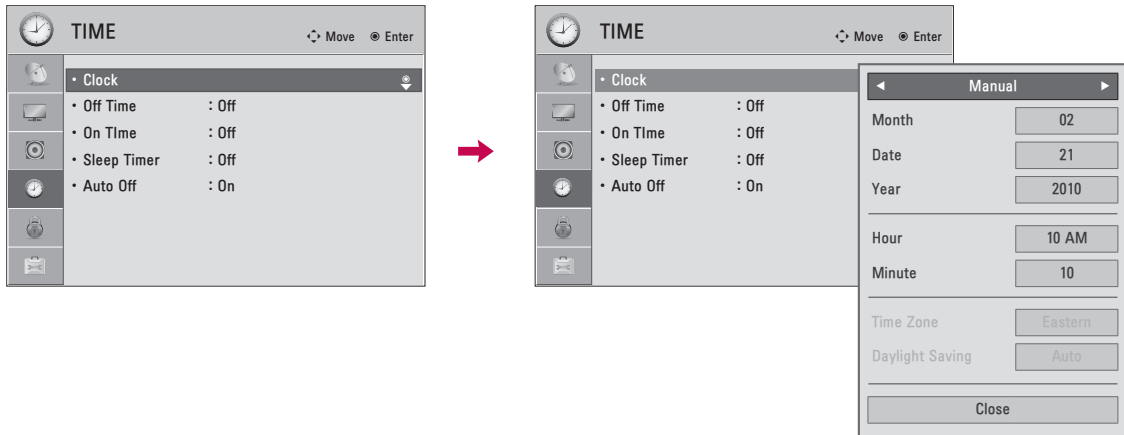 TIME
Move Enter
• Clock
• Off Time : Off
• On TIme : Off
• Sleep Timer : Off
• Auto Off : On
TIME
Move Enter
• Clock
• Off Time : Off
• On TIme : Off
• Sleep Timer : Off
• Auto Off : On
◀ Manual ▶
Month 02
Date 21
Year 2010
Hour 10 AM
Minute 10
Time Zone Eastern
Daylight Saving Auto
Close